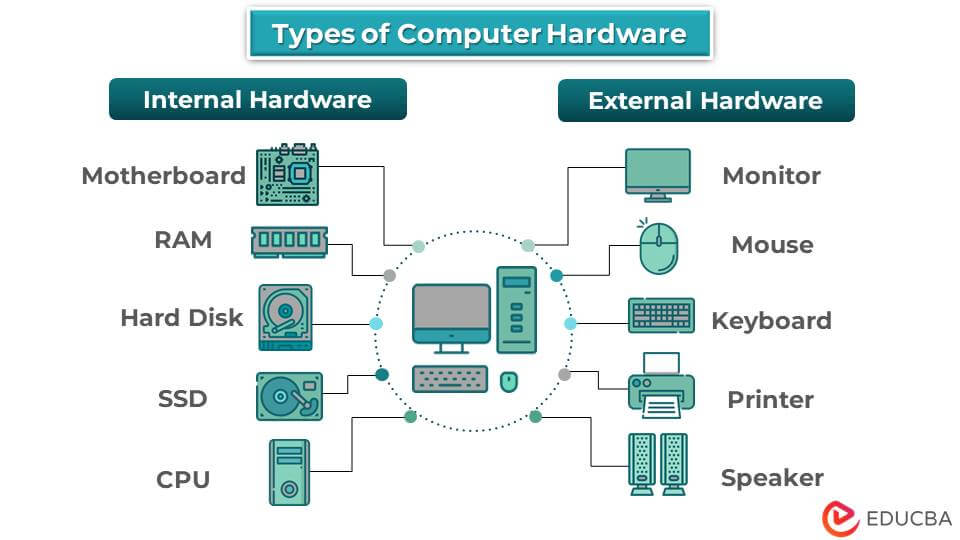 Types of Computer Hardware
Internal Hardware
Motherboard
RAM
Hard Disk
SSD
CPU
External Hardware
Monitor
Mouse
Keyboard
Printer
Speaker
EDUCBA